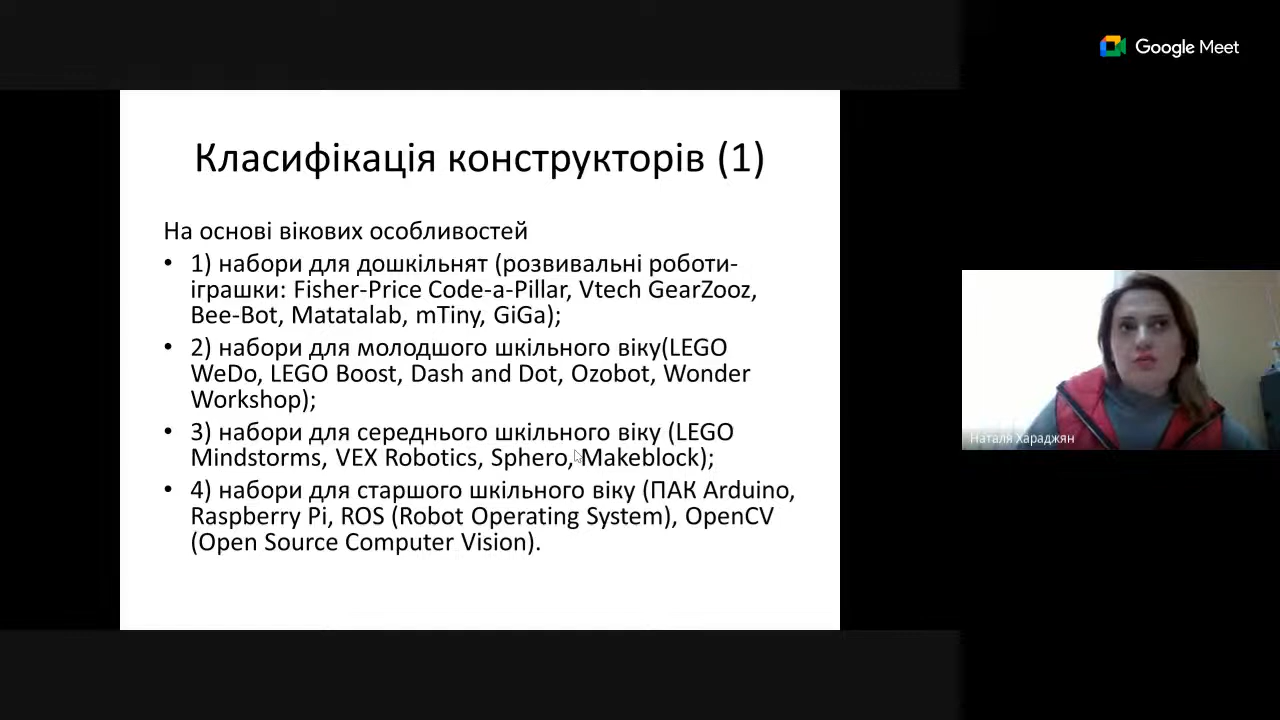 Google Meet
Класифікація конструкторів (1)
На основі вікових особливостей
• 1) набори для дошкільнят (розвивальні роботи-
іграшки: Fisher-Price Code-a-Pillar, Vtech GearZooz,
Bee-Bot, Matatalab, mTiny, GiGa);
• 2) набори для молодшого шкільного віку(LEGO
WeDo, LEGO Boost, Dash and Dot, Ozobot, Wonder
Workshop);
• 3) набори для середнього шкільного віку (LEGO
Mindstorms, VEX Robotics, Sphero, Makeblock);
• 4) набори для старшого шкільного віку (ПАК Arduino,
Raspberry Pi, ROS (Robot Operating System), OpenCV
(Open Source Computer Vision).
Наталя Хараджян